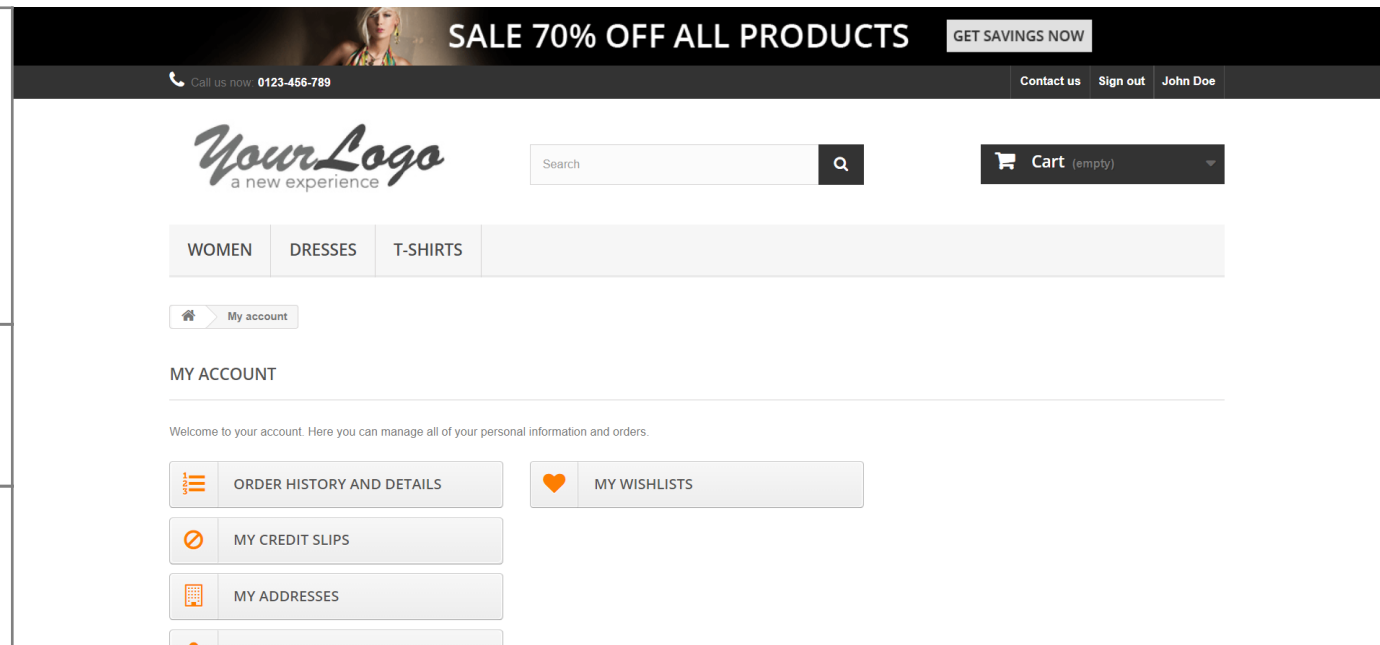 SALE 70% OFF ALL PRODUCTS GET SAVINGS NOW
Call us now: 0123-456-789 Contact us Sign out John Doe
YourLogo
a new experience
Search
Cart (empty)
WOMEN DRESSES T-SHIRTS
My account
MY ACCOUNT
Welcome to your account. Here you can manage all of your personal information and orders.
1
2
3
ORDER HISTORY AND DETAILS
MY WISHLISTS
MY CREDIT SLIPS
MY ADDRESSES